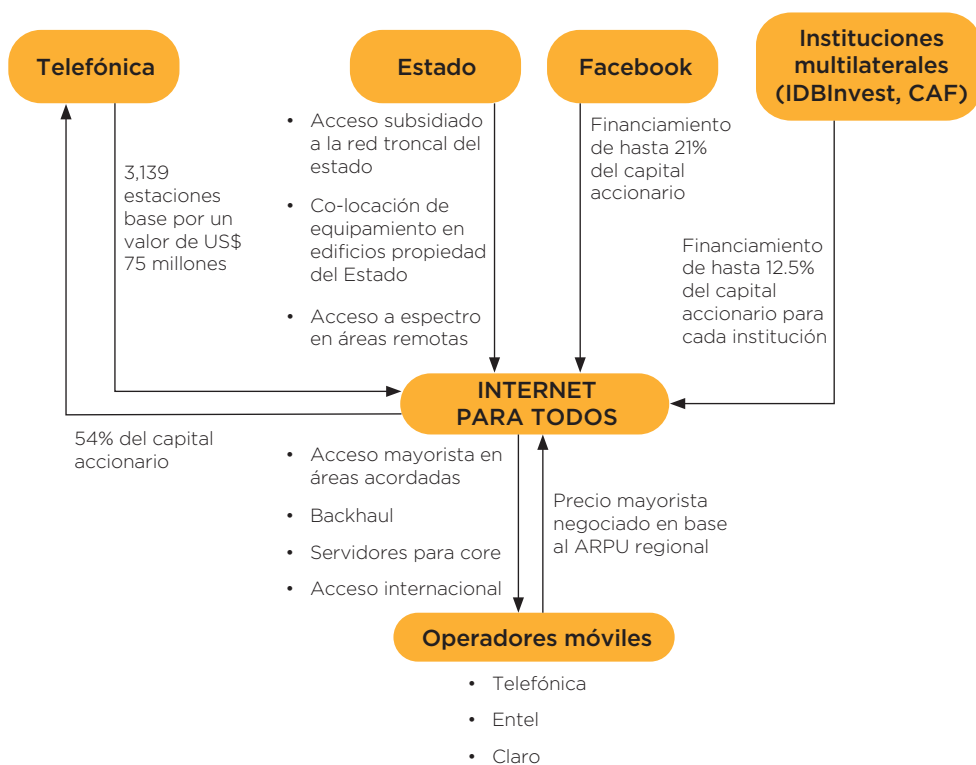 Telefónica
Estado
Facebook
Instituciones
multilaterales
(IDBInvest, CAF)
3,139
estaciones
base por un
valor de US$
75 millones
• Acceso subsidiado
a la red troncal del
estado
• Co-locación de
equipamiento en
edificios propiedad
del Estado
• Acceso a espectro
en áreas remotas
Financiamiento
de hasta 21%
del capital
accionario
Financiamiento
de hasta 12.5%
del capital
accionario para
cada institución
INTERNET
PARA TODOS
54% del capital
accionario
• Acceso mayorista en
áreas acordadas
• Backhaul
• Servidores para core
• Acceso internacional
Precio mayorista
negociado en base
al ARPU regional
Operadores móviles
• Telefónica
• Entel
• Claro